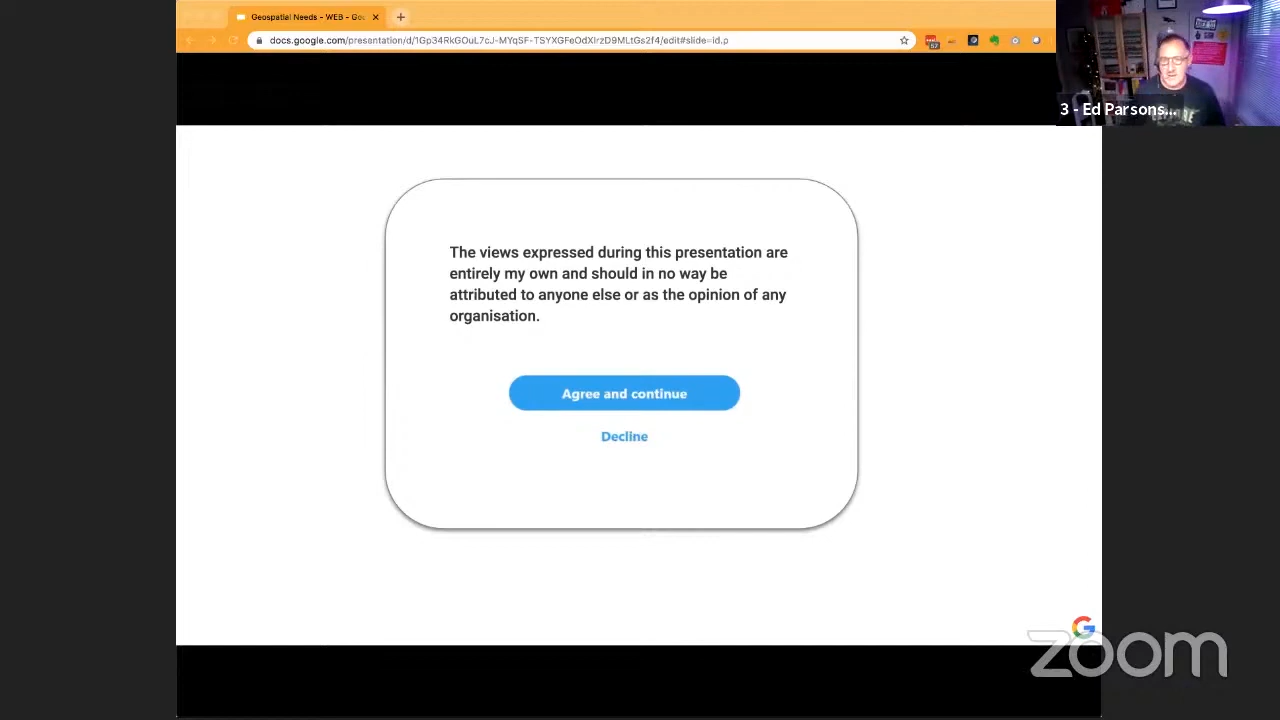 Geospatial Needs - WEB - Go
docs.google.com/presentation/d/1Gp34RkGOuL7cJ-MYqSF-TSYXGFeOdXIrzD9MLtGs2f4/edit#slide=id.p
57
3 - Ed Parsons...
The views expressed during this presentation are
entirely my own and should in no way be
attributed to anyone else or as the opinion of any
organisation.
Agree and continue
Decline
zoom